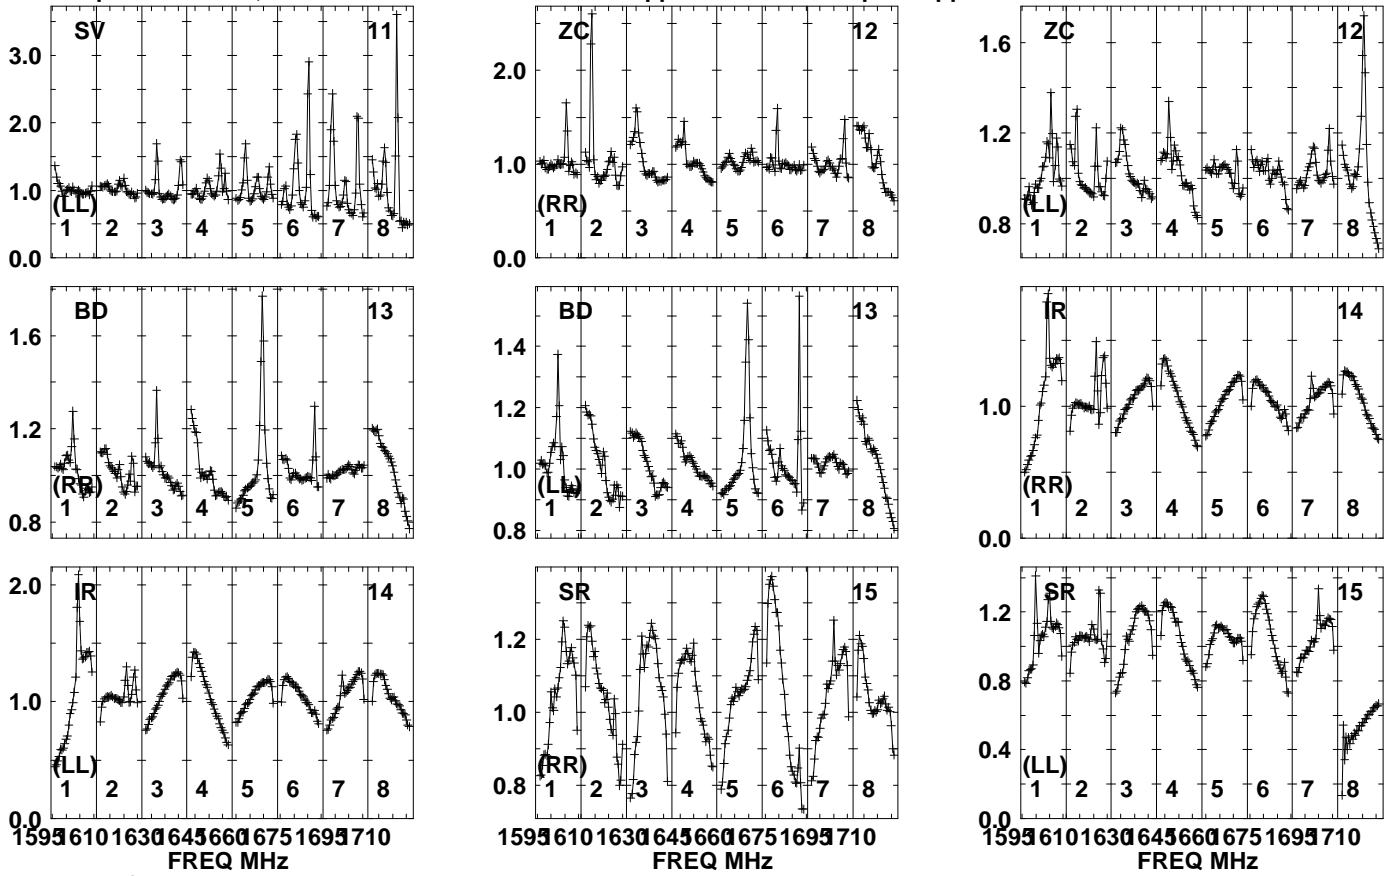 SV 11
3.0
2.0
1.0
0.0
(LL)
1 2 3 4 5 6 7 8
ZC 12
2.0
1.0
0.0
(RR)
1 2 3 4 5 6 7 8
ZC 12
1.6
1.2
0.8
(LL)
1 2 3 4 5 6 7 8
BD 13
1.6
1.2
0.8
(RR)
1 2 3 4 5 6 7 8
BD 13
1.4
1.2
1.0
0.8
(LL)
1 2 3 4 5 6 7 8
IR 14
1.0
0.0
(RR)
1 2 3 4 5 6 7 8
IR 14
2.0
1.0
0.0
(LL)
1 2 3 4 5 6 7 8
1595 1610 1630 1645 1660 1675 1695 1710
FREQ MHz
SR 15
1.2
1.0
0.8
(RR)
1 2 3 4 5 6 7 8
1595 1610 1630 1645 1660 1675 1695 1710
FREQ MHz
SR 15
1.2
0.8
0.4
0.0
(LL)
1 2 3 4 5 6 7 8
1595 1610 1630 1645 1660 1675 1695 1710
FREQ MHz